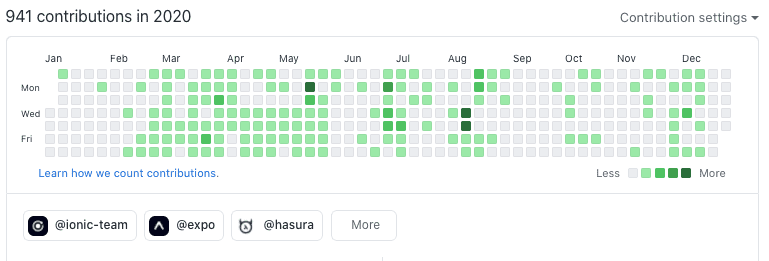 941 contributions in 2020
Contribution settings
Jan Feb Mar Apr May Jun Jul Aug Sep Oct Nov Dec
Mon
Wed
Fri
Learn how we count contributions.
Less More
@ionic-team @expo @hasura More